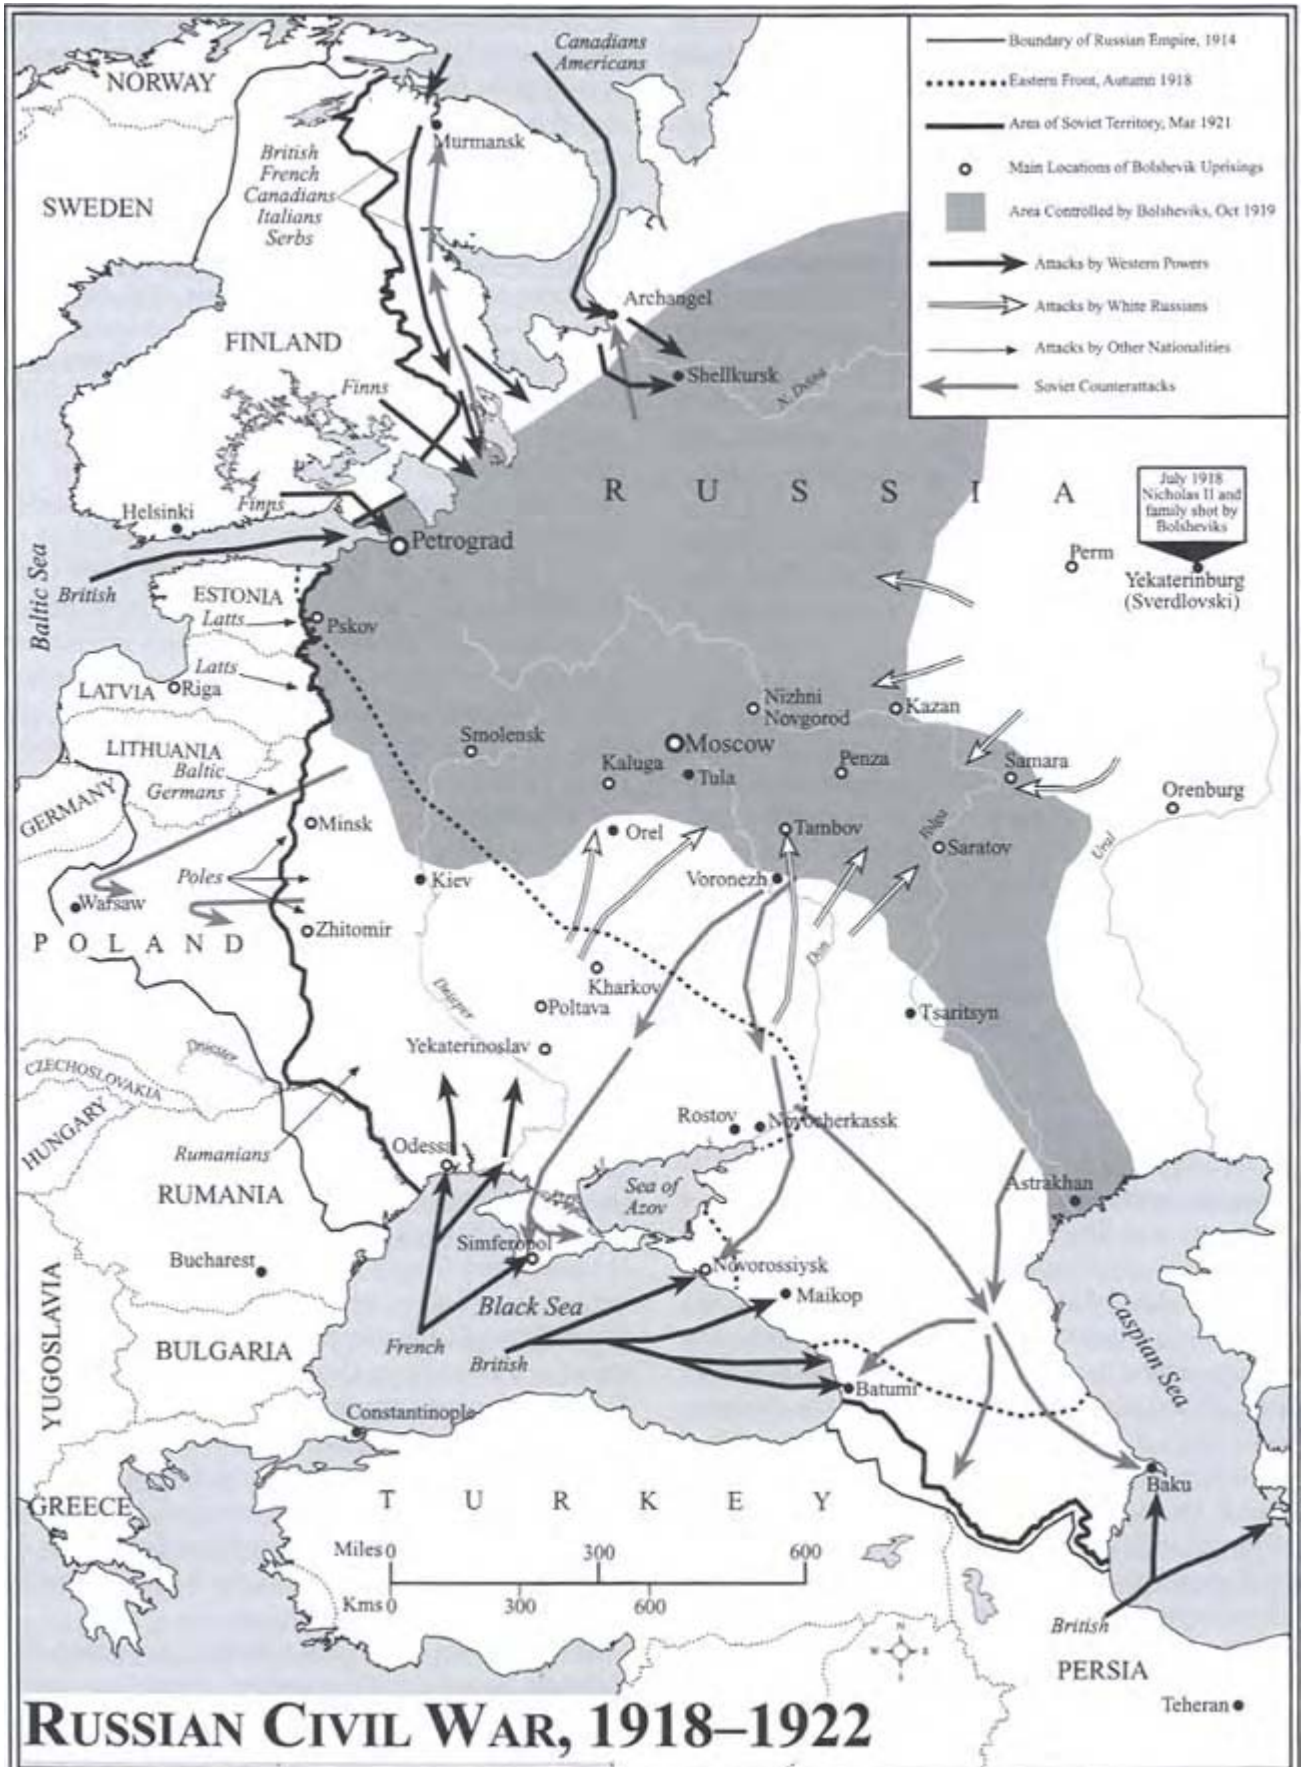 Canadians
Americans
Boundary of Russian Empire, 1914
Eastern Front, Autumn 1918
Area of Soviet Territory, Mar 1921
Main Locations of Bolshevik Uprisings
Area Controlled by Bolsheviks, Oct 1919
Attacks by Western Powers
Attacks by White Russians
Attacks by Other Nationalities
Soviet Counterattacks
NORWAY
Murmansk
British
French
Canadians
Italians
Serbs
SWEDEN
Archangel
FINLAND
Finns
Shellkursk
N. Dvina
RUSSIA
July 1918
Nicholas II and
family shot by
Bolsheviks
Helsinki
Finns
Petrograd
Perm
Yekaterinburg
(Sverdlovski)
Baltic Sea
British
ESTONIA
Latts
Pskov
Latts
LATVIA
Riga
Nizhni
Novgorod
Kazan
LITHUANIA
Smolensk
Moscow
Baltic
Germans
Kaluga
Tula
Penza
Samara
Orenburg
GERMANY
Minsk
Orel
Tambov
Volga
Saratov
Ural
Poles
Kiev
Voronezh
Warsaw
POLAND
Zhitomir
Don
Kharkov
Dnieper
Poltava
Tsaritsyn
Yekaterinoslav
Dniester
CZECHOSLOVAKIA
HUNGARY
Rostov
Novocherkassk
Rumanians
Odessa
RUMANIA
Sea of
Azov
Astrakhan
Bucharest
Simferopol
Novorossiysk
Maikop
Black Sea
YUGOSLAVIA
French
British
BULGARIA
Caspian Sea
Batumi
Constantinople
Baku
GREECE
TURKEY
Miles 0 300 600
Kms 0 300 600
British
N
W E
S
PERSIA
Teheran
RUSSIAN CIVIL WAR, 1918–1922